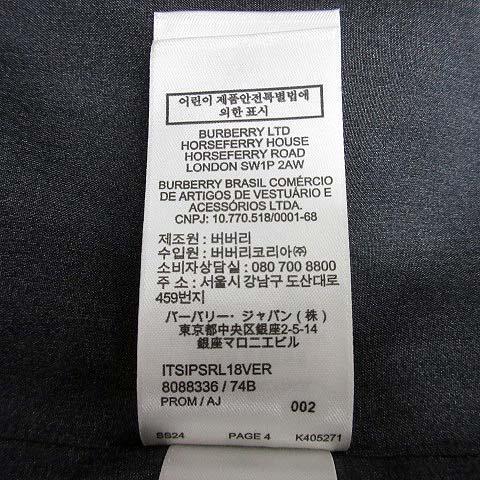 어린이 제품안전특별법에
의한 표시
BURBERRY LTD
HORSEFERRY HOUSE
HORSEFERRY ROAD
LONDON SW1P 2AW
BURBERRY BRASIL COMÉRCIO
DE ARTIGOS DE VESTUÁRIO E
ACESSÓRIOS LTDA.
CNPJ: 10.770.518/0001-68
제조원 : 버버리
수입원 : 버버리코리아㈜
소비자상담실 : 080 700 8800
주 소 : 서울시 강남구 도산대로
459번지
バーバリー・ジャパン(株)
東京都中央区銀座2-5-14
銀座マロニエビル
ITSIPSRL18VER
8088336 / 74B
PROM / AJ 002
SS24 PAGE 4 K405271